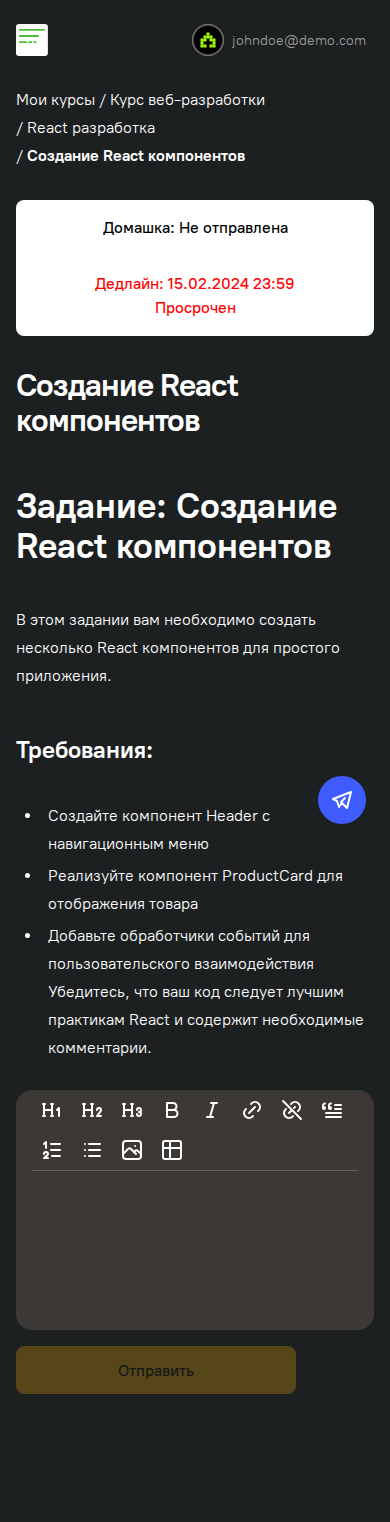 johndoe@demo.com
Мои курсы / Курс веб-разработки
/ React разработка
/ Создание React компонентов
Домашка: Не отправлена
Дедлайн: 15.02.2024 23:59
Просрочен
Создание React
компонентов
Задание: Создание
React компонентов
В этом задании вам необходимо создать
несколько React компонентов для простого
приложения.
Требования:
• Создайте компонент Header с
навигационным меню
• Реализуйте компонент ProductCard для
отображения товара
• Добавьте обработчики событий для
пользовательского взаимодействия
Убедитесь, что ваш код следует лучшим
практикам React и содержит необходимые
комментарии.
H1 H2 H3 B I
Отправить